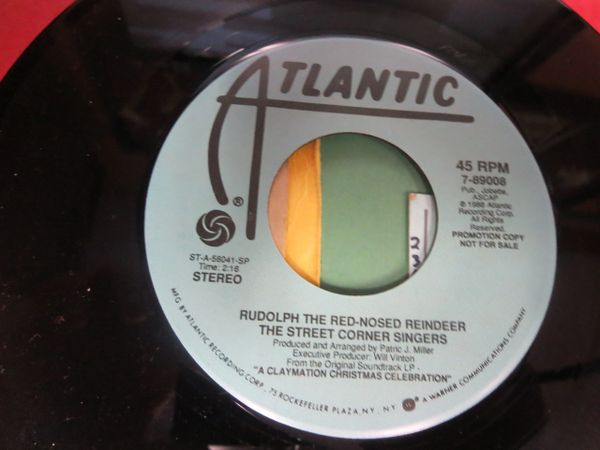 ATLANTIC
®
45 RPM
7-89008
Pub., Jobete,
ASCAP
℗ 1988 Atlantic
Recording Corp.
All Rights
Reserved.
PROMOTION COPY
NOT FOR SALE
ST-A-56041-SP
Time: 2:16
STEREO
RUDOLPH THE RED-NOSED REINDEER
THE STREET CORNER SINGERS
Produced and Arranged by Patric J. Miller
Executive Producer: Will Vinton
From the Original Soundtrack LP -
"A CLAYMATION CHRISTMAS CELEBRATION"
MFG. BY ATLANTIC RECORDING CORP., 75 ROCKEFELLER PLAZA, N.Y., N.Y. A WARNER COMMUNICATIONS COMPANY